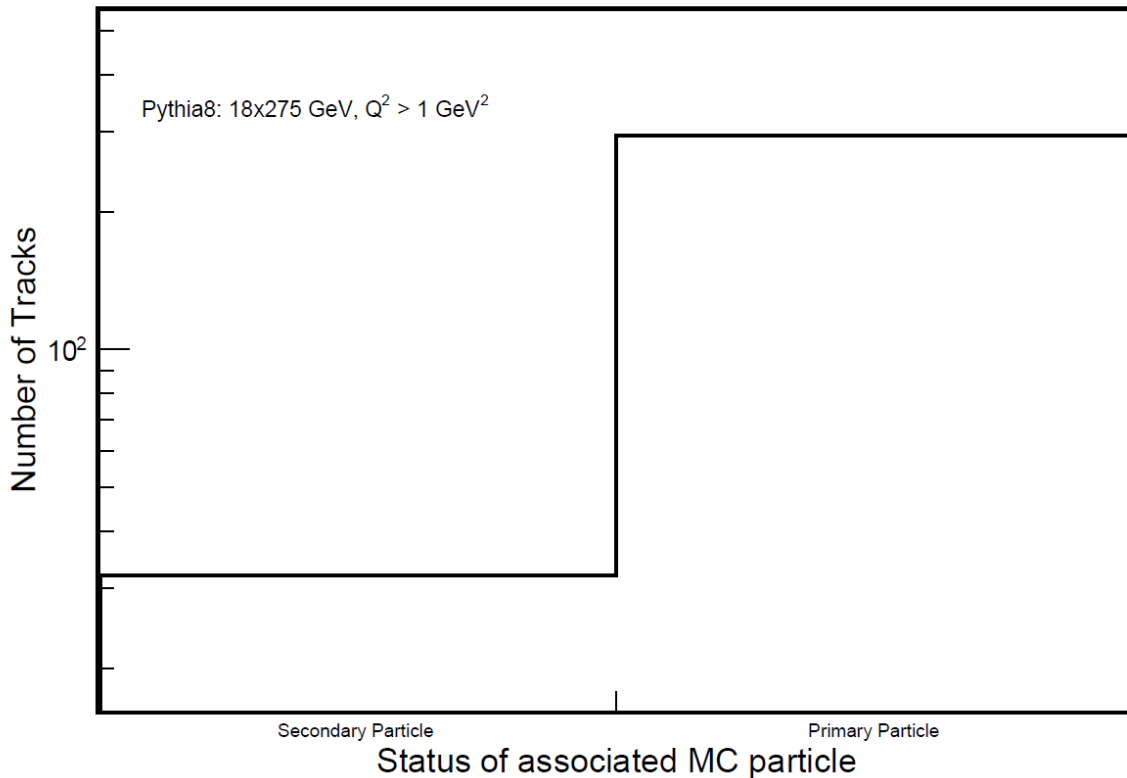 Pythia8: 18x275 GeV, Q² > 1 GeV²
Number of Tracks
10²
Secondary Particle Primary Particle
Status of associated MC particle